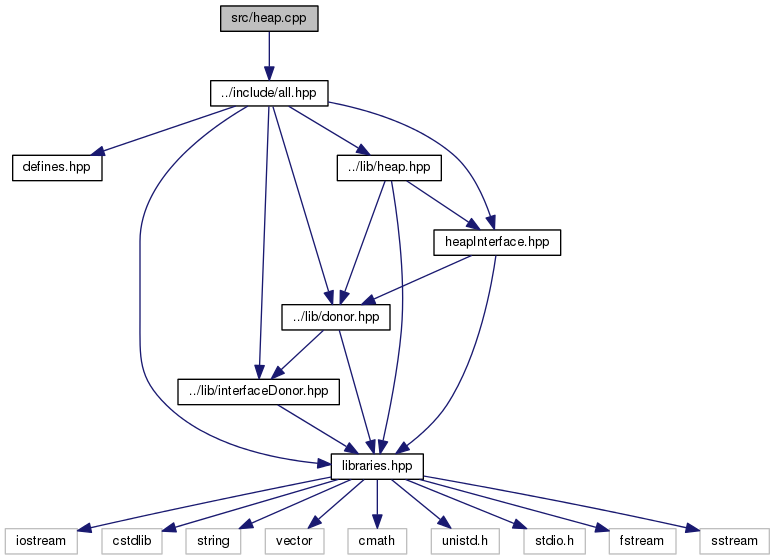 src/heap.cpp
../include/all.hpp
defines.hpp
../lib/heap.hpp
heapInterface.hpp
../lib/donor.hpp
../lib/interfaceDonor.hpp
libraries.hpp
iostream
cstdlib
string
vector
cmath
unistd.h
stdio.h
fstream
sstream